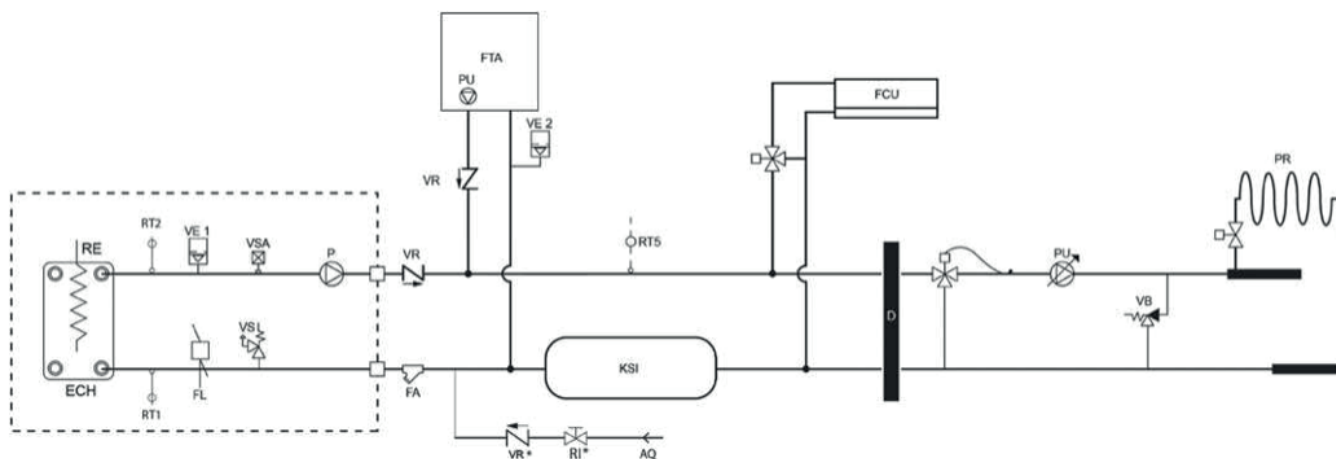 FTA
PU
VE 2
FCU
VR
PR
RT2
VE 1
RE
VSA
P
VR
RT5
PU
D
VB
VSI
KSI
ECH
RT1
FL
FA
VR*
RI*
AQ